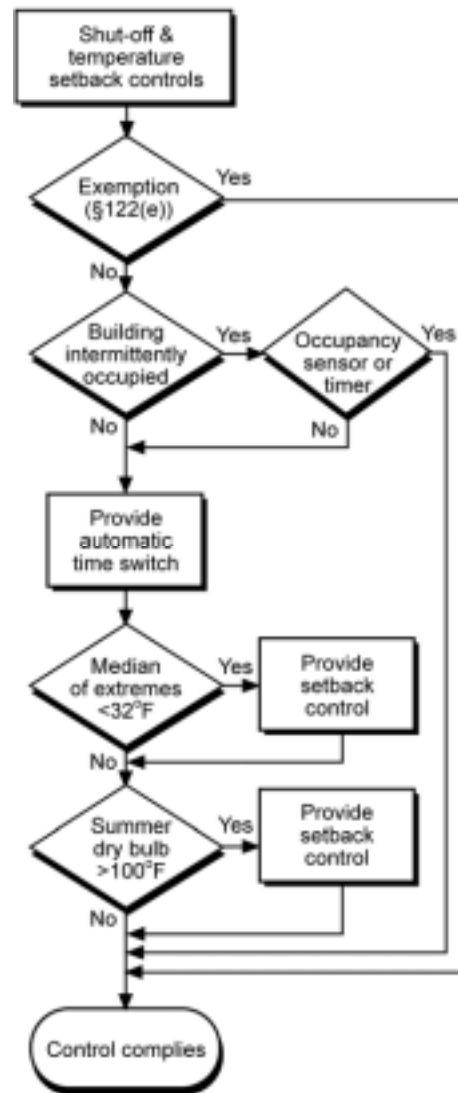 Shut-off &
temperature
setback controls
Exemption
(§122(e))
Yes
No
Building
intermittently
occupied
Yes
Occupancy
sensor or
timer
Yes
No
No
Provide
automatic
time switch
Median
of extremes
<32°F
Yes
Provide
setback
control
No
Summer
dry bulb
>100°F
Yes
Provide
setback
control
No
Control complies